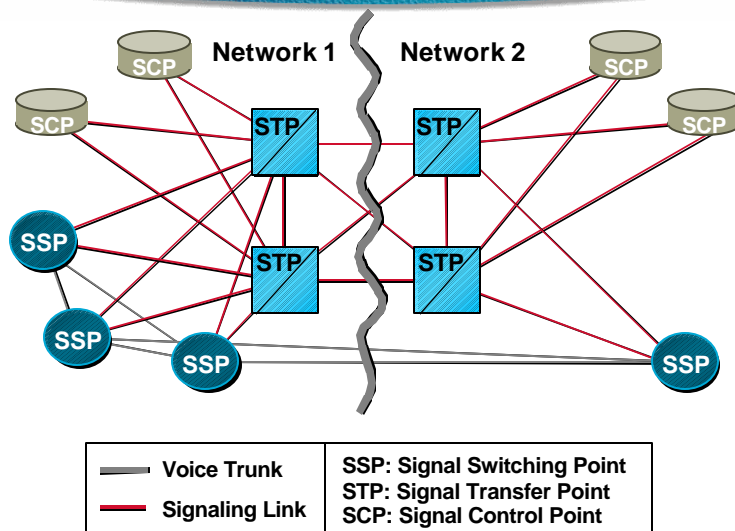 Network 1
Network 2
SCP
SCP
SCP
SCP
STP
STP
STP
STP
SSP
SSP
SSP
SSP
Voice Trunk
Signaling Link
SSP: Signal Switching Point
STP: Signal Transfer Point
SCP: Signal Control Point